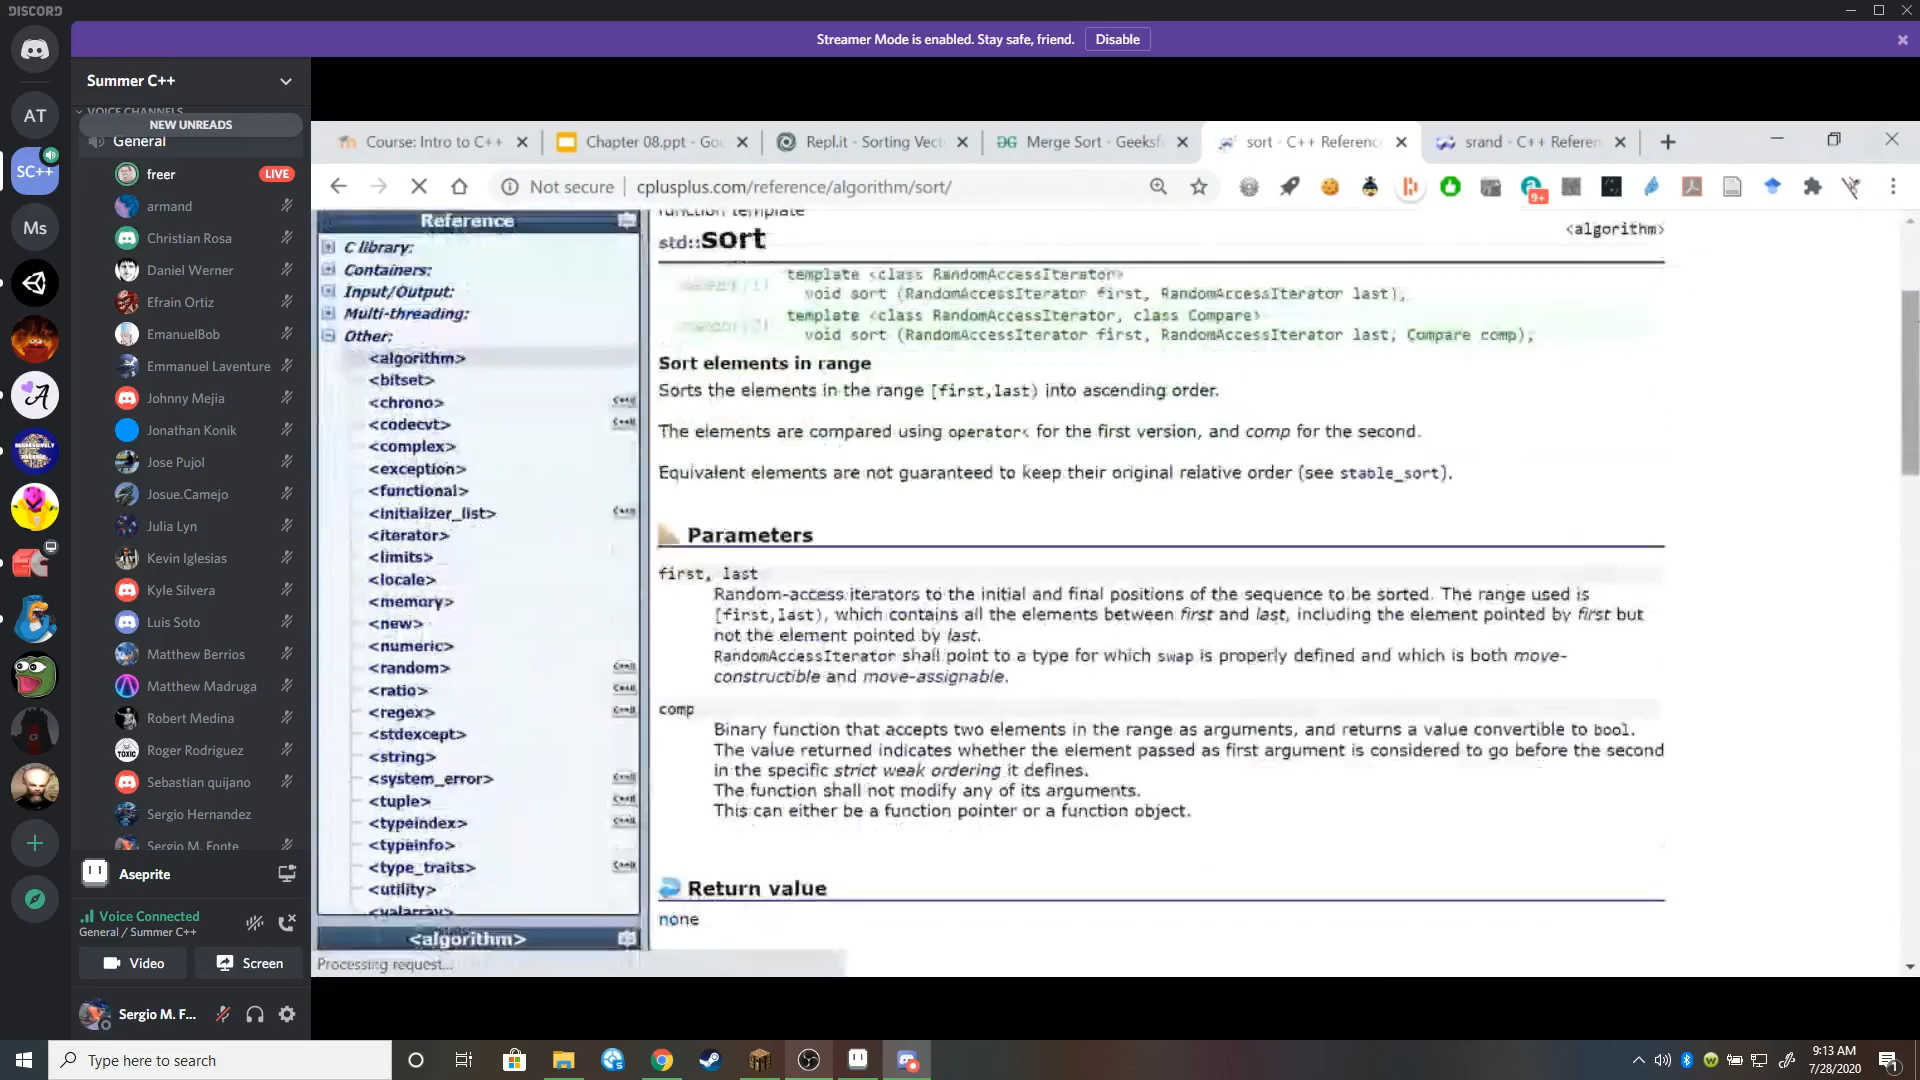 DISCORD
Streamer Mode is enabled. Stay safe, friend.
Disable
AT
SC++
Ms
Summer C++
VOICE CHANNELS
NEW UNREADS
General
freer
LIVE
armand
Christian Rosa
Daniel Werner
Efrain Ortiz
EmanuelBob
Emmanuel Laventure
Johnny Mejia
Jonathan Konik
Jose Pujol
Josue.Camejo
Julia Lyn
Kevin Iglesias
Kyle Silvera
Luis Soto
Matthew Berrios
Matthew Madruga
Robert Medina
Roger Rodriguez
TOXIC
Sebastian quijano
Sergio Hernandez
Sergio M. Fonte
Aseprite
Voice Connected
General / Summer C++
Video
Screen
Sergio M. F...
Course: Intro to C++
Chapter 08.ppt - Goo
Repl.it - Sorting Vect
Merge Sort - Geeksf
sort - C++ Referenc
srand - C++ Referen
Not secure
cplusplus.com/reference/algorithm/sort/
9+
Reference
C library:
Containers:
Input/Output:
Multi-threading:
Other:
<algorithm>
<bitset>
<chrono>
<codecvt>
<complex>
<exception>
<functional>
<initializer_list>
<iterator>
<limits>
<locale>
<memory>
<new>
<numeric>
<random>
<ratio>
<regex>
<stdexcept>
<string>
<system_error>
<tuple>
<typeindex>
<typeinfo>
<type_traits>
<utility>
<valarray>
<algorithm>
Processing request...
function template
std::sort
<algorithm>
template <class RandomAccessIterator>
void sort (RandomAccessIterator first, RandomAccessIterator last);
template <class RandomAccessIterator, class Compare>
void sort (RandomAccessIterator first, RandomAccessIterator last, Compare comp);
Sort elements in range
Sorts the elements in the range [first,last) into ascending order.
The elements are compared using operator< for the first version, and comp for the second.
Equivalent elements are not guaranteed to keep their original relative order (see stable_sort).
Parameters
first, last
Random-access iterators to the initial and final positions of the sequence to be sorted. The range used is
[first,last), which contains all the elements between first and last, including the element pointed by first but
not the element pointed by last.
RandomAccessIterator shall point to a type for which swap is properly defined and which is both move-
constructible and move-assignable.
comp
Binary function that accepts two elements in the range as arguments, and returns a value convertible to bool.
The value returned indicates whether the element passed as first argument is considered to go before the second
in the specific strict weak ordering it defines.
The function shall not modify any of its arguments.
This can either be a function pointer or a function object.
Return value
none
Type here to search
9:13 AM
7/28/2020
1